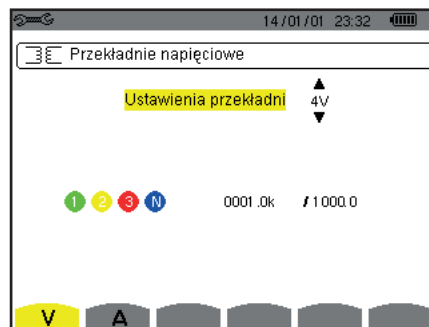 14/01/01 23:32
Przekładnie napięciowe
Ustawienia przekładni 4V
1 2 3 N 0001.0k / 1000.0
V A